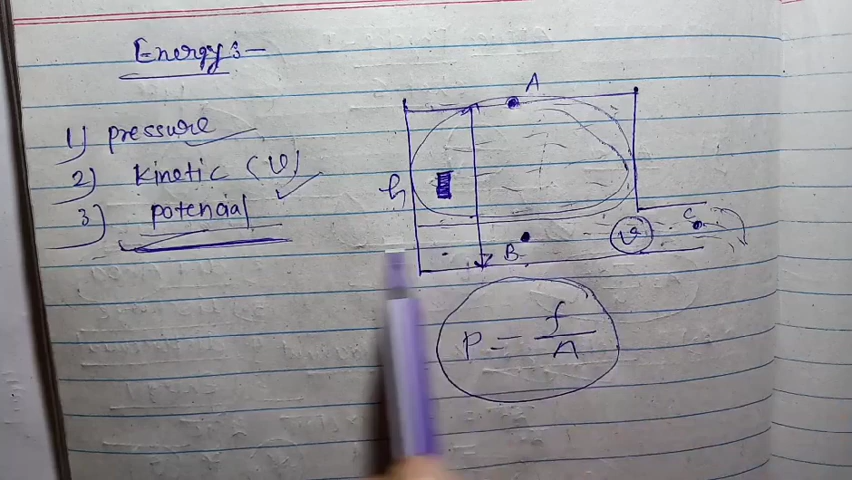 Energy:-
1) pressure
2) kinetic (v)
3) potencial
A
h
B
v
C
P = f/A